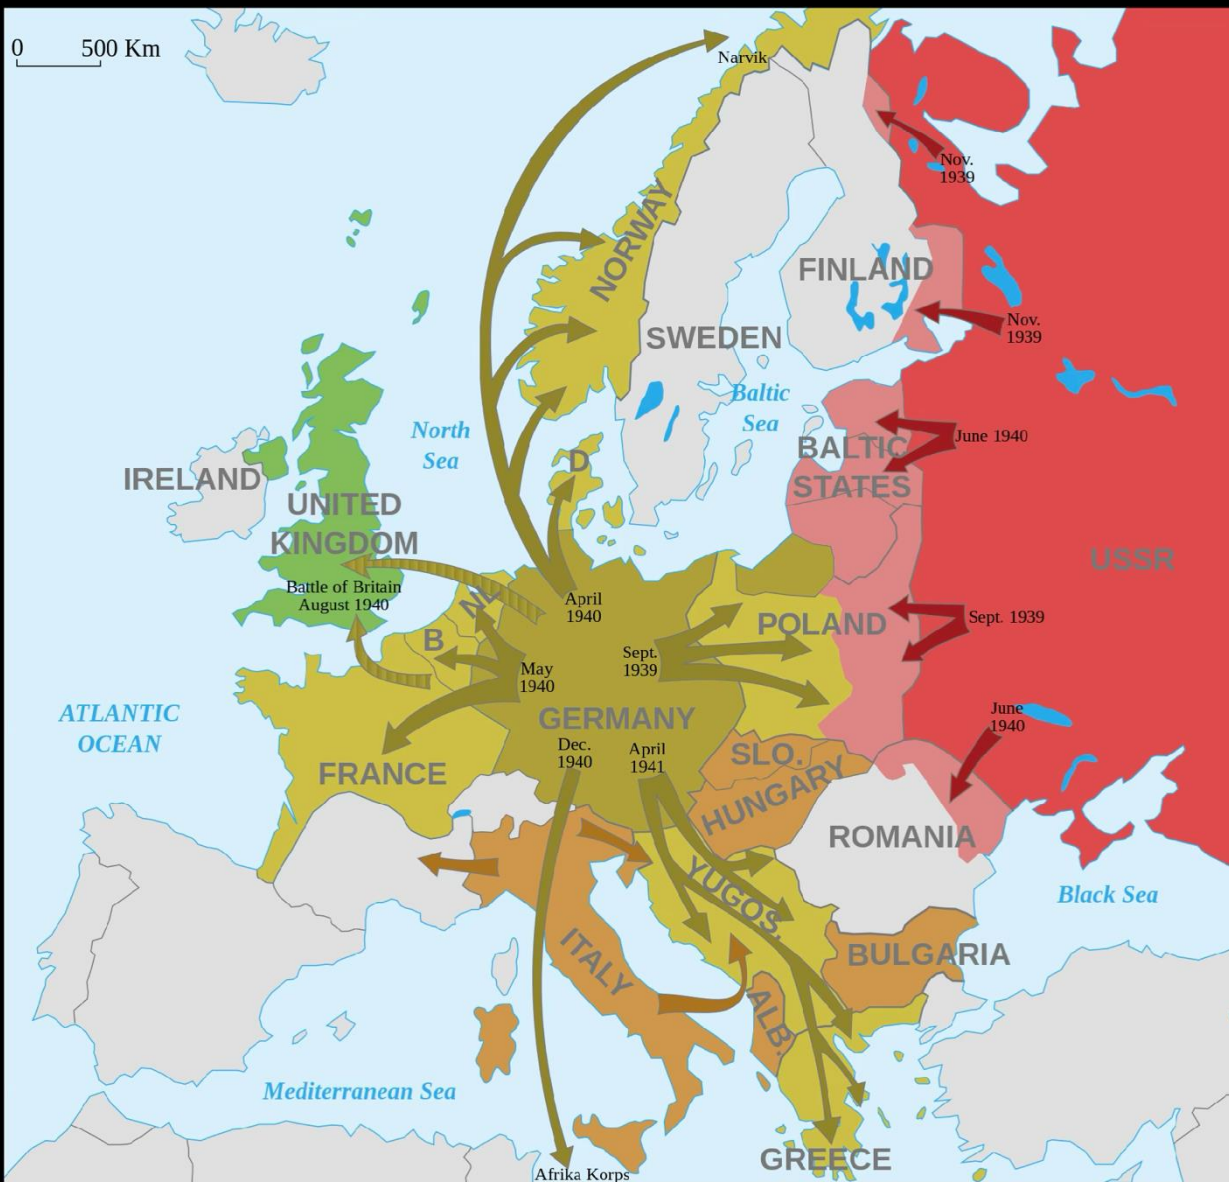 0 500 Km
Narvik
Nov.
1939
NORWAY
FINLAND
Nov.
1939
SWEDEN
Baltic
Sea
North
Sea
June 1940
BALTIC
STATES
D
IRELAND
UNITED
KINGDOM
USSR
Battle of Britain
August 1940
NL
April
1940
Sept. 1939
POLAND
B
Sept.
1939
May
1940
ATLANTIC
OCEAN
GERMANY
June
1940
Dec.
1940
April
1941
SLO.
FRANCE
HUNGARY
ROMANIA
YUGOS.
Black Sea
ITALY
BULGARIA
ALB.
Mediterranean Sea
GREECE
Afrika Korps